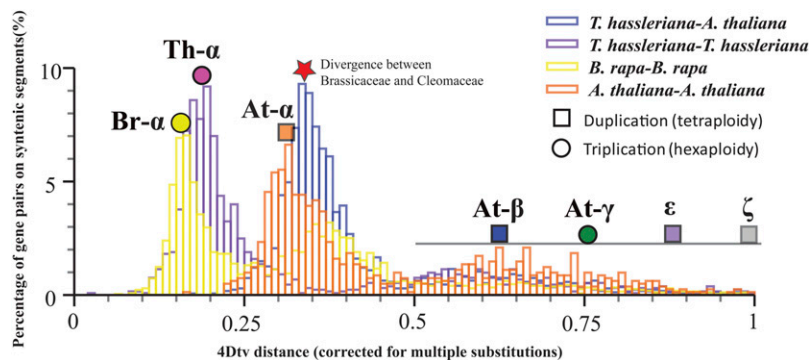 T. hassleriana-A. thaliana
T. hassleriana-T. hassleriana
B. rapa-B. rapa
A. thaliana-A. thaliana
Duplication (tetraploidy)
Triplication (hexaploidy)
Divergence between
Brassicaceae and Cleomaceae
Th-α
Br-α
At-α
At-β
At-γ
ε
ζ
Percentage of gene pairs on syntenic segments(%)
10
5
0
0
0.25
0.5
0.75
1
4Dtv distance (corrected for multiple substitutions)